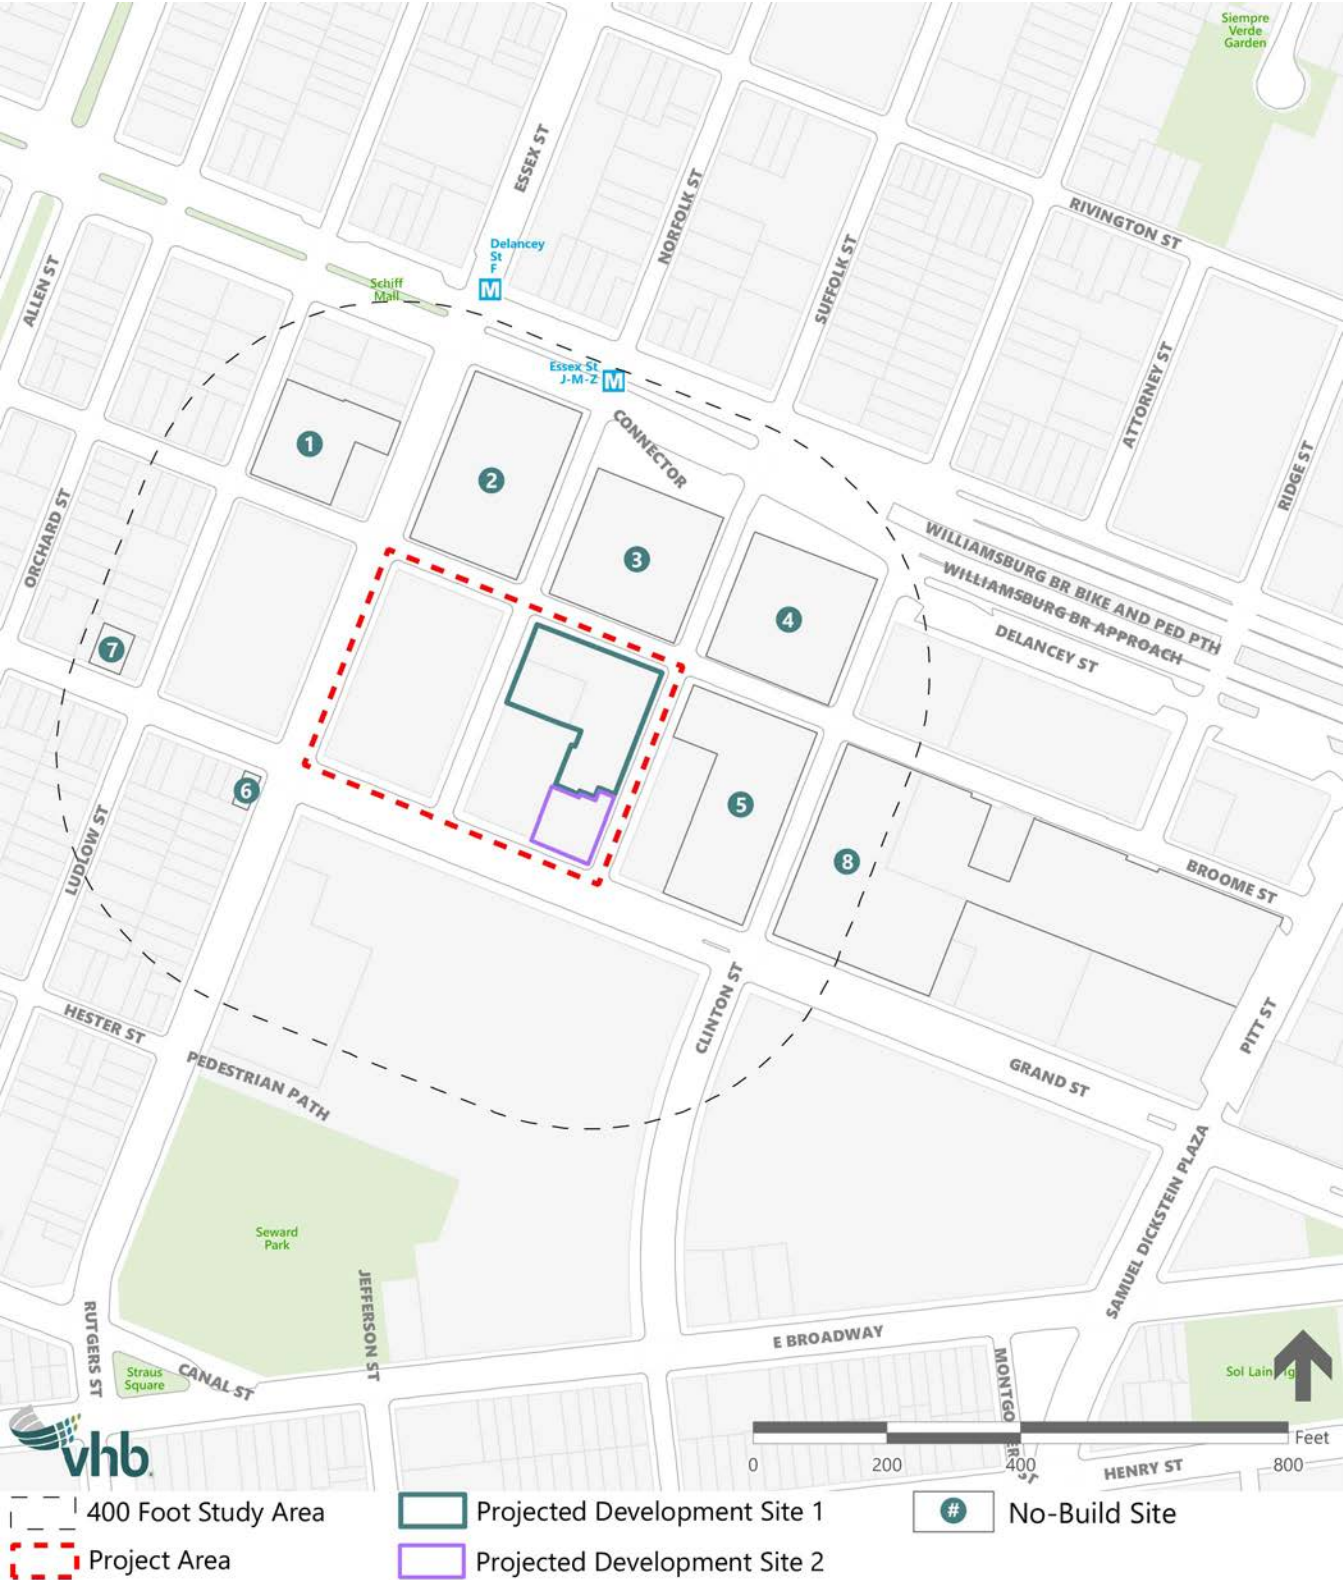 Siempre
Verde
Garden
ESSEX ST
NORFOLK ST
RIVINGTON ST
Delancey
St
F
M
ALLEN ST
Schiff
Mall
SUFFOLK ST
Essex St
J-M-Z
M
ATTORNEY ST
CONNECTOR
1
2
RIDGE ST
ORCHARD ST
WILLIAMSBURG BR BIKE AND PED PTH
3
WILLIAMSBURG BR APPROACH
4
DELANCEY ST
7
6
5
LUDLOW ST
8
BROOME ST
CLINTON ST
HESTER ST
PITT ST
PEDESTRIAN PATH
GRAND ST
SAMUEL DICKSTEIN PLAZA
Seward
Park
JEFFERSON ST
RUTGERS ST
E BROADWAY
Straus
Square
CANAL ST
Sol Lain
vhb
Feet
0 200 400 800
HENRY ST
400 Foot Study Area
Projected Development Site 1
# No-Build Site
Project Area
Projected Development Site 2